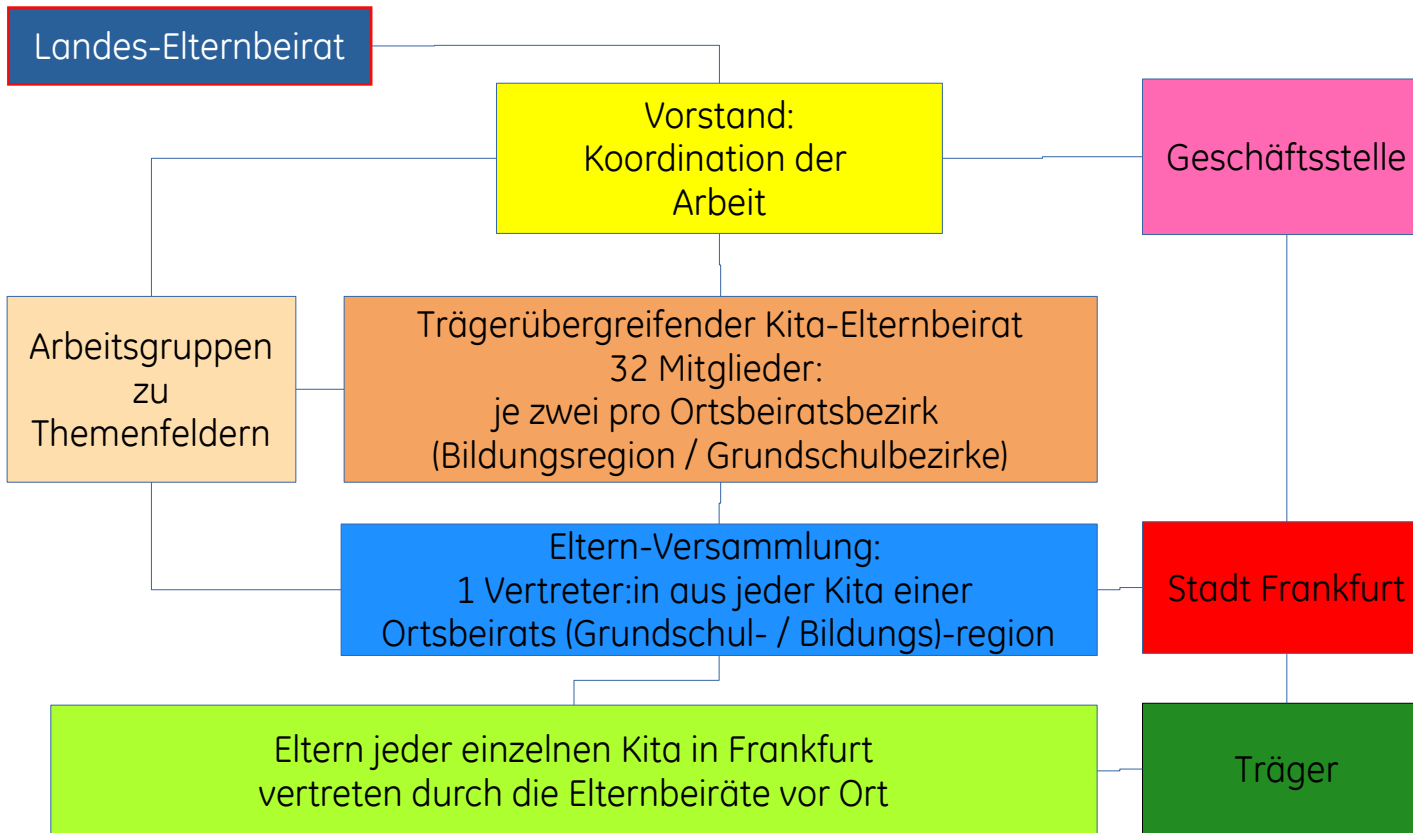 Landes-Elternbeirat
Vorstand:
Koordination der
Arbeit
Geschäftsstelle
Arbeitsgruppen
zu
Themenfeldern
Trägerübergreifender Kita-Elternbeirat
32 Mitglieder:
je zwei pro Ortsbeiratsbezirk
(Bildungsregion / Grundschulbezirke)
Eltern-Versammlung:
1 Vertreter:in aus jeder Kita einer
Ortsbeirats (Grundschul- / Bildungs)-region
Stadt Frankfurt
Eltern jeder einzelnen Kita in Frankfurt
vertreten durch die Elternbeiräte vor Ort
Träger